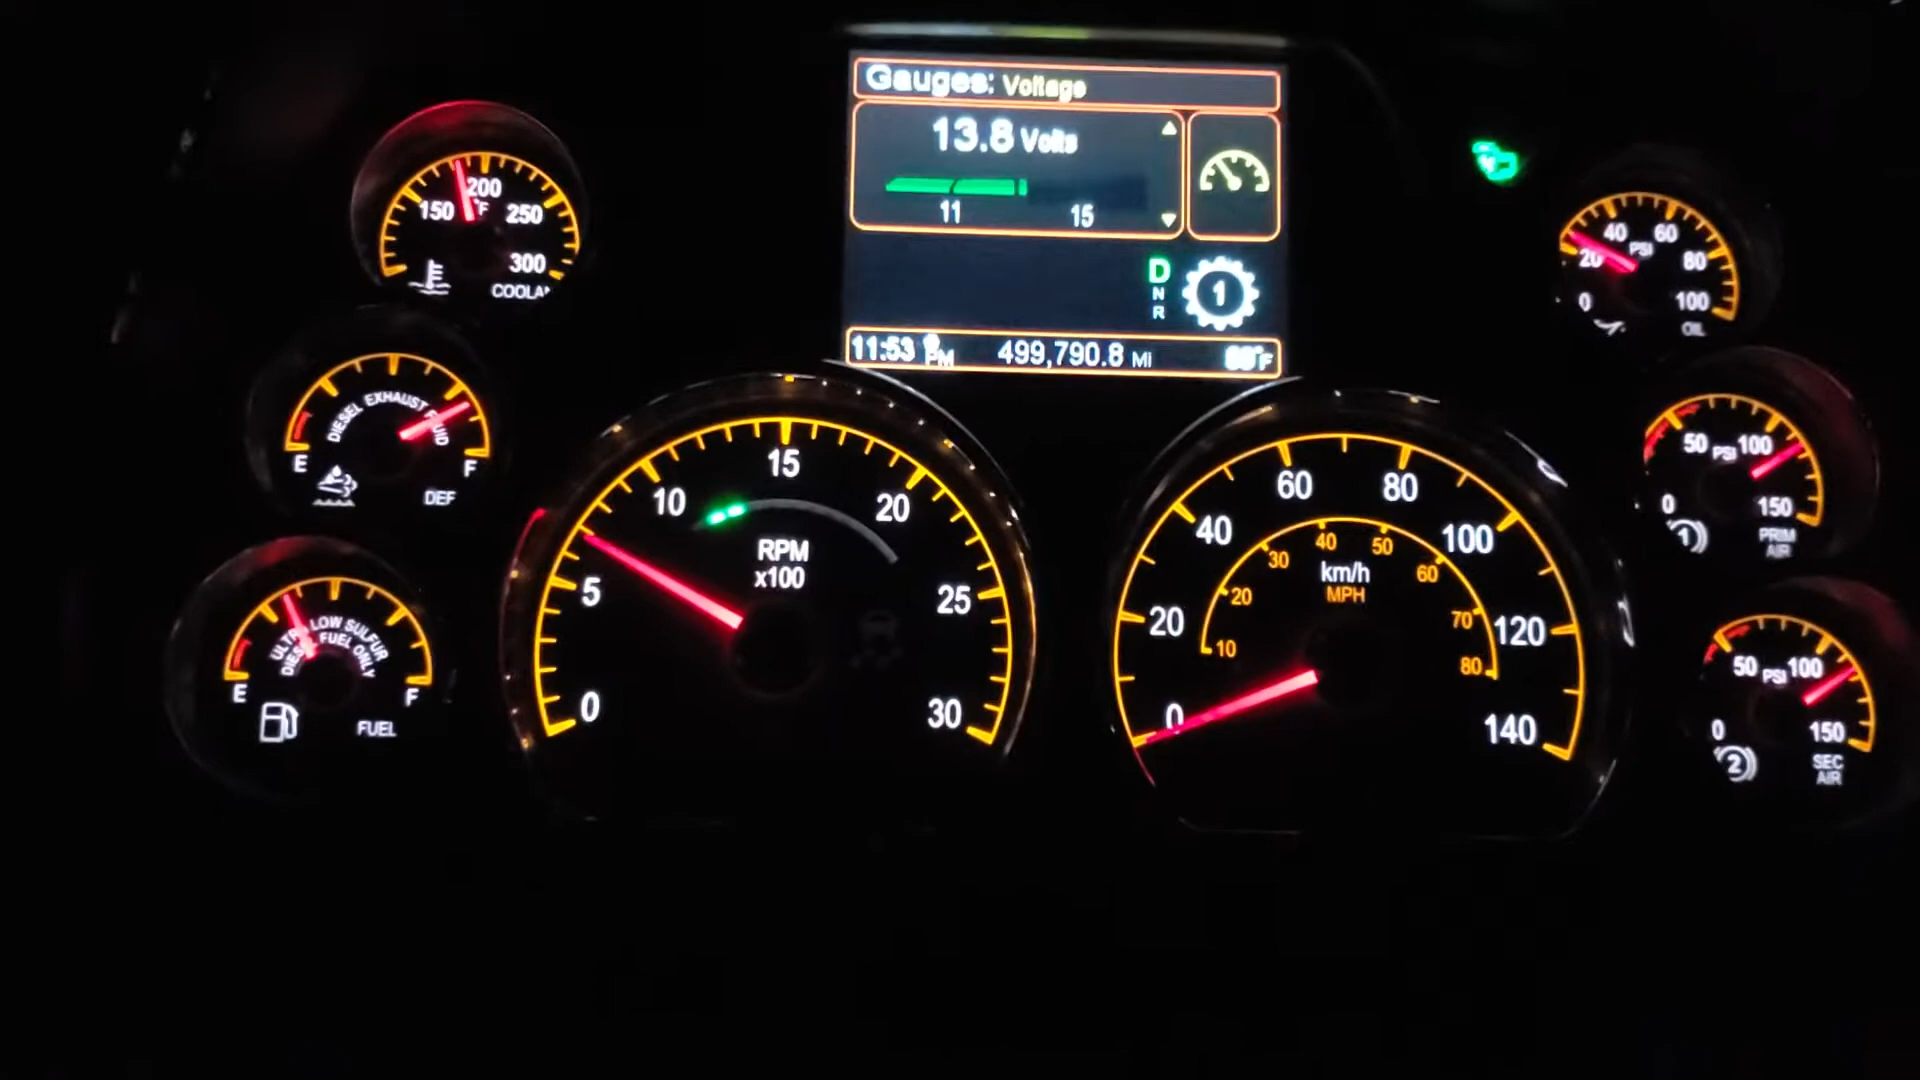 Gauges: Voltage
13.8 Volts
11 15
D
N
R
1
11:53 PM 499,790.8 MI °F
150 200 250 300
°F
COOLAN
DIESEL EXHAUST FLUID
E F
DEF
ULTRA LOW SULFUR
DIESEL FUEL ONLY
E F
FUEL
0 5 10 15 20 25 30
RPM
x100
0 20 40 60 80 100 120 140
km/h
MPH
10 20 30 40 50 60 70 80
0 20 40 60 80 100
PSI
OIL
0 50 100 150
PSI
1
PRIM
AIR
0 50 100 150
PSI
2
SEC
AIR